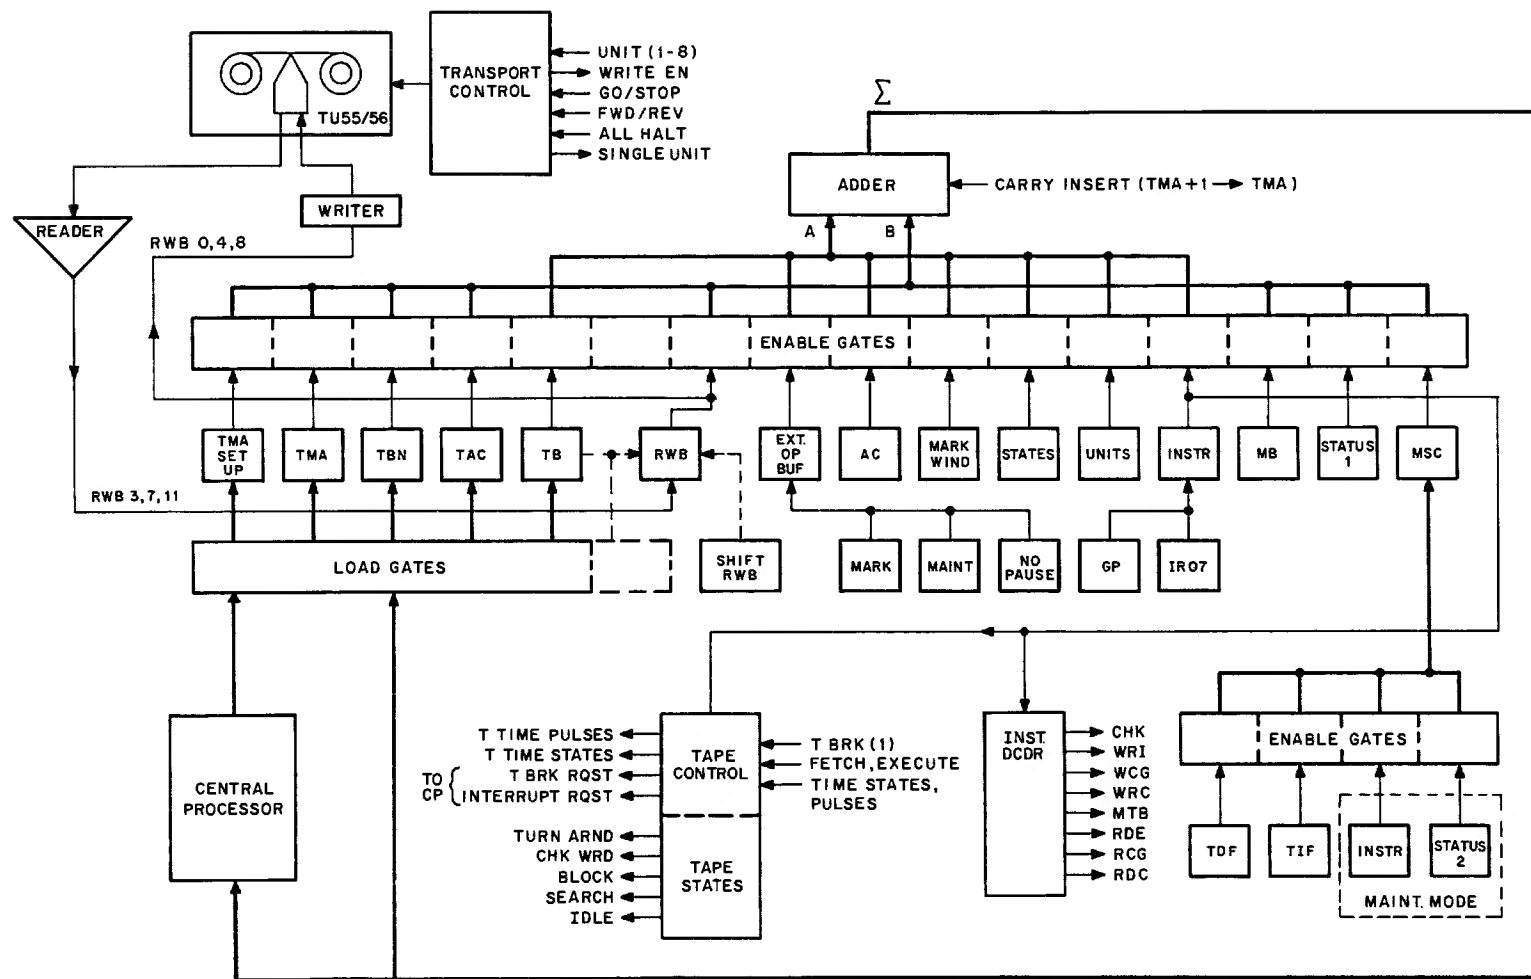 TU55/56
TRANSPORT
CONTROL
UNIT (1-8)
WRITE EN
GO/STOP
FWD/REV
ALL HALT
SINGLE UNIT
Σ
ADDER
CARRY INSERT (TMA+1 → TMA)
A
B
READER
WRITER
RWB 0,4,8
ENABLE GATES
TMA
SET
UP
TMA
TBN
TAC
TB
RWB
EXT.
OP
BUF
AC
MARK
WIND
STATES
UNITS
INSTR
MB
STATUS
1
MSC
RWB 3,7,11
LOAD GATES
SHIFT
RWB
MARK
MAINT
NO
PAUSE
GP
IR07
CENTRAL
PROCESSOR
T TIME PULSES
T TIME STATES
TO
CP
T BRK RQST
INTERRUPT RQST
TURN ARND
CHK WRD
BLOCK
SEARCH
IDLE
TAPE
CONTROL
TAPE
STATES
T BRK (1)
FETCH, EXECUTE
TIME STATES,
PULSES
INST.
DCDR
CHK
WRI
WCG
WRC
MTB
RDE
RCG
RDC
ENABLE GATES
TDF
TIF
INSTR
STATUS
2
MAINT. MODE